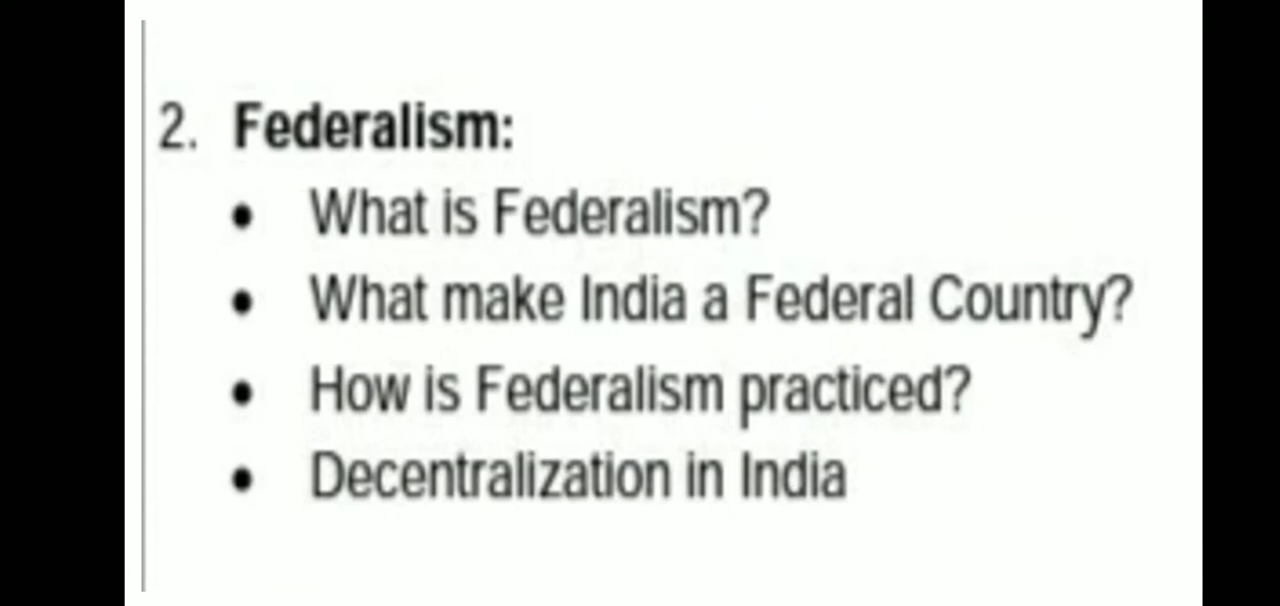 2. Federalism:
• What is Federalism?
• What make India a Federal Country?
• How is Federalism practiced?
• Decentralization in India